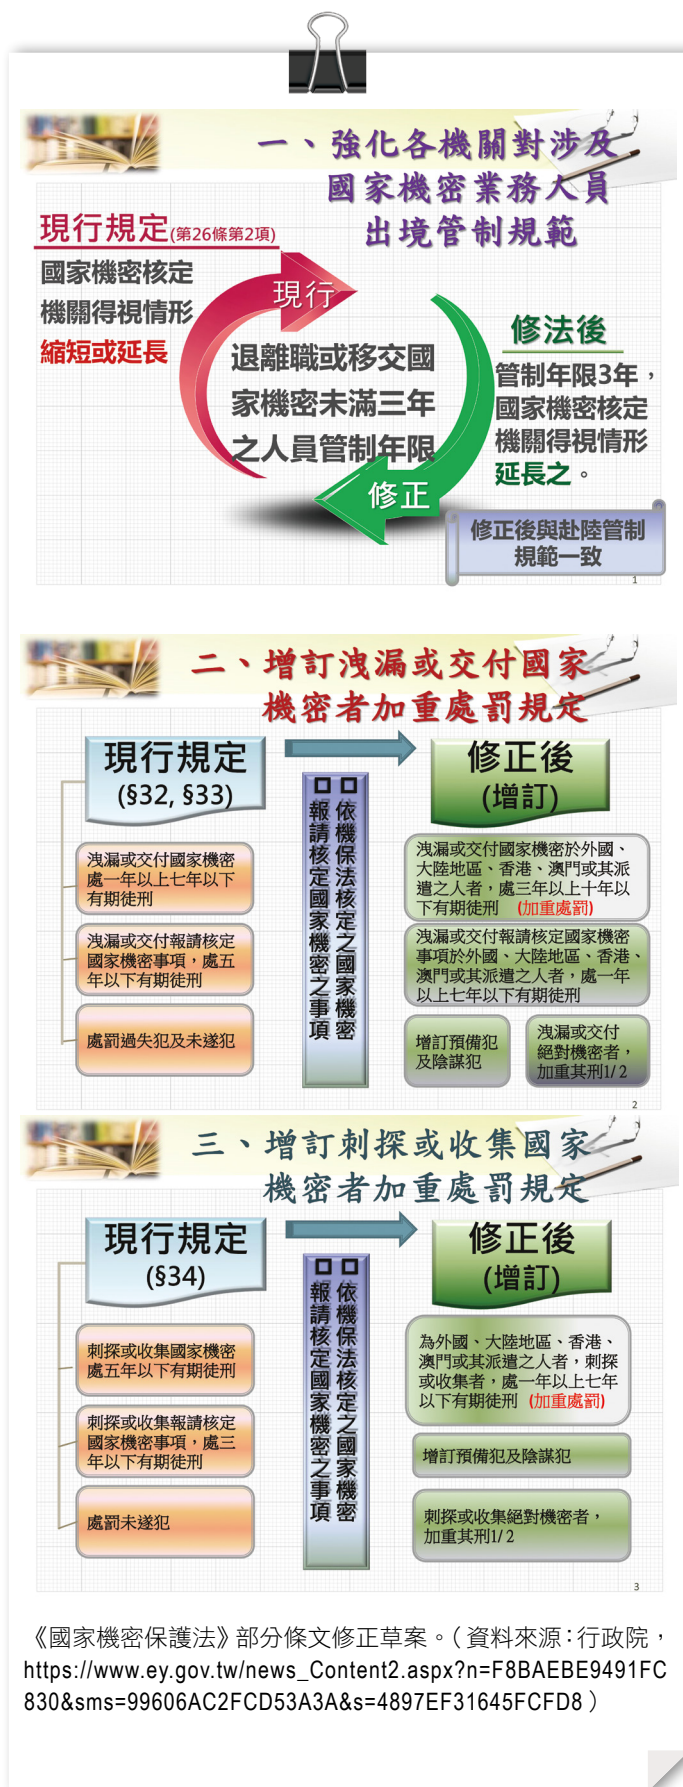 一、強化各機關對涉及
國家機密業務人員
出境管制規範
現行規定(第26條第2項)
國家機密核定
機關得視情形
縮短或延長
現行
退離職或移交國
家機密未滿三年
之人員管制年限
修正
修法後
管制年限3年，
國家機密核定
機關得視情形
延長之。
修正後與赴陸管制
規範一致
1
二、增訂洩漏或交付國家
機密者加重處罰規定
現行規定
(§32, §33)
洩漏或交付國家機密
處一年以上七年以下
有期徒刑
洩漏或交付報請核定
國家機密事項，處五
年以下有期徒刑
處罰過失犯及未遂犯
依機保法核定之國家機密
報請核定國家機密之事項
修正後
(增訂)
洩漏或交付國家機密於外國、
大陸地區、香港、澳門或其派
遣之人者，處三年以上十年以
下有期徒刑 (加重處罰)
洩漏或交付報請核定國家機密
事項於外國、大陸地區、香港、
澳門或其派遣之人者，處一年
以上七年以下有期徒刑
增訂預備犯
及陰謀犯
洩漏或交付
絕對機密者，
加重其刑1/2
2
三、增訂刺探或收集國家
機密者加重處罰規定
現行規定
(§34)
刺探或收集國家機密
處五年以下有期徒刑
刺探或收集報請核定
國家機密事項，處三
年以下有期徒刑
處罰未遂犯
依機保法核定之國家機密
報請核定國家機密之事項
修正後
(增訂)
為外國、大陸地區、香港、
澳門或其派遣之人者，刺探
或收集者，處一年以上七年
以下有期徒刑 (加重處罰)
增訂預備犯及陰謀犯
刺探或收集絕對機密者，
加重其刑1/2
3
《國家機密保護法》部分條文修正草案。（資料來源：行政院，
https://www.ey.gov.tw/news_Content2.aspx?n=F8BAEBE9491FC
830&sms=99606AC2FCD53A3A&s=4897EF31645FCFD8）